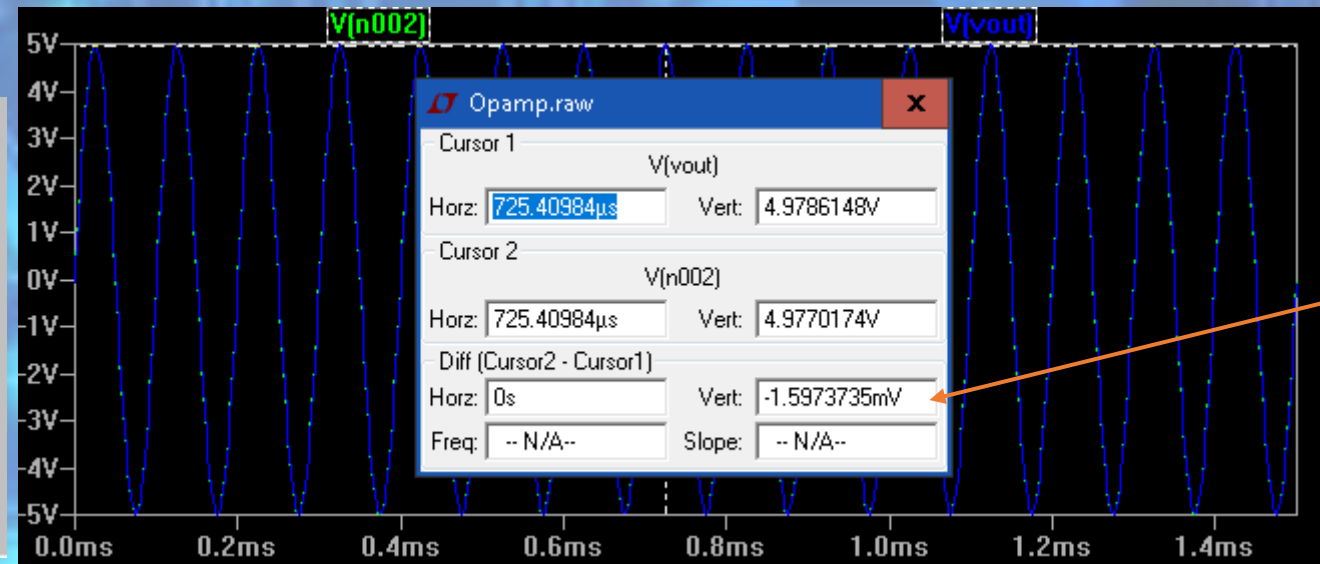 V(n002) V(vout)
5V
4V
3V
2V
1V
0V
-1V
-2V
-3V
-4V
-5V
0.0ms 0.2ms 0.4ms 0.6ms 0.8ms 1.0ms 1.2ms 1.4ms
Opamp.raw x
Cursor 1
V(vout)
Horz: 725.40984µs Vert: 4.9786148V
Cursor 2
V(n002)
Horz: 725.40984µs Vert: 4.9770174V
Diff (Cursor2 - Cursor1)
Horz: 0s Vert: -1.5973735mV
Freq: -- N/A-- Slope: -- N/A--